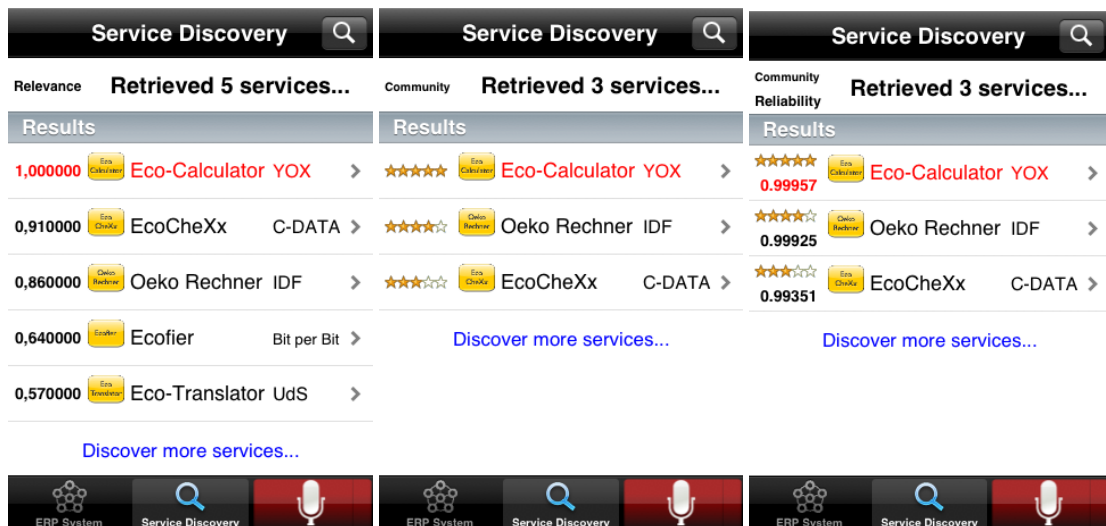 Service Discovery
Relevance Retrieved 5 services...
Results
1,000000 Eco Calculator Eco-Calculator YOX
0,910000 Eco CheXx EcoCheXx C-DATA
0,860000 Oeko Rechner Oeko Rechner IDF
0,640000 Ecofier Ecofier Bit per Bit
0,570000 Eco Translator Eco-Translator UdS
Discover more services...
ERP System Service Discovery
Service Discovery
Community Retrieved 3 services...
Results
Eco Calculator Eco-Calculator YOX
Oeko Rechner Oeko Rechner IDF
Eco CheXx EcoCheXx C-DATA
Discover more services...
ERP System Service Discovery
Service Discovery
Community
Reliability Retrieved 3 services...
Results
Eco Calculator Eco-Calculator YOX
0.99957
Oeko Rechner Oeko Rechner IDF
0.99925
Eco CheXx EcoCheXx C-DATA
0.99351
Discover more services...
ERP System Service Discovery